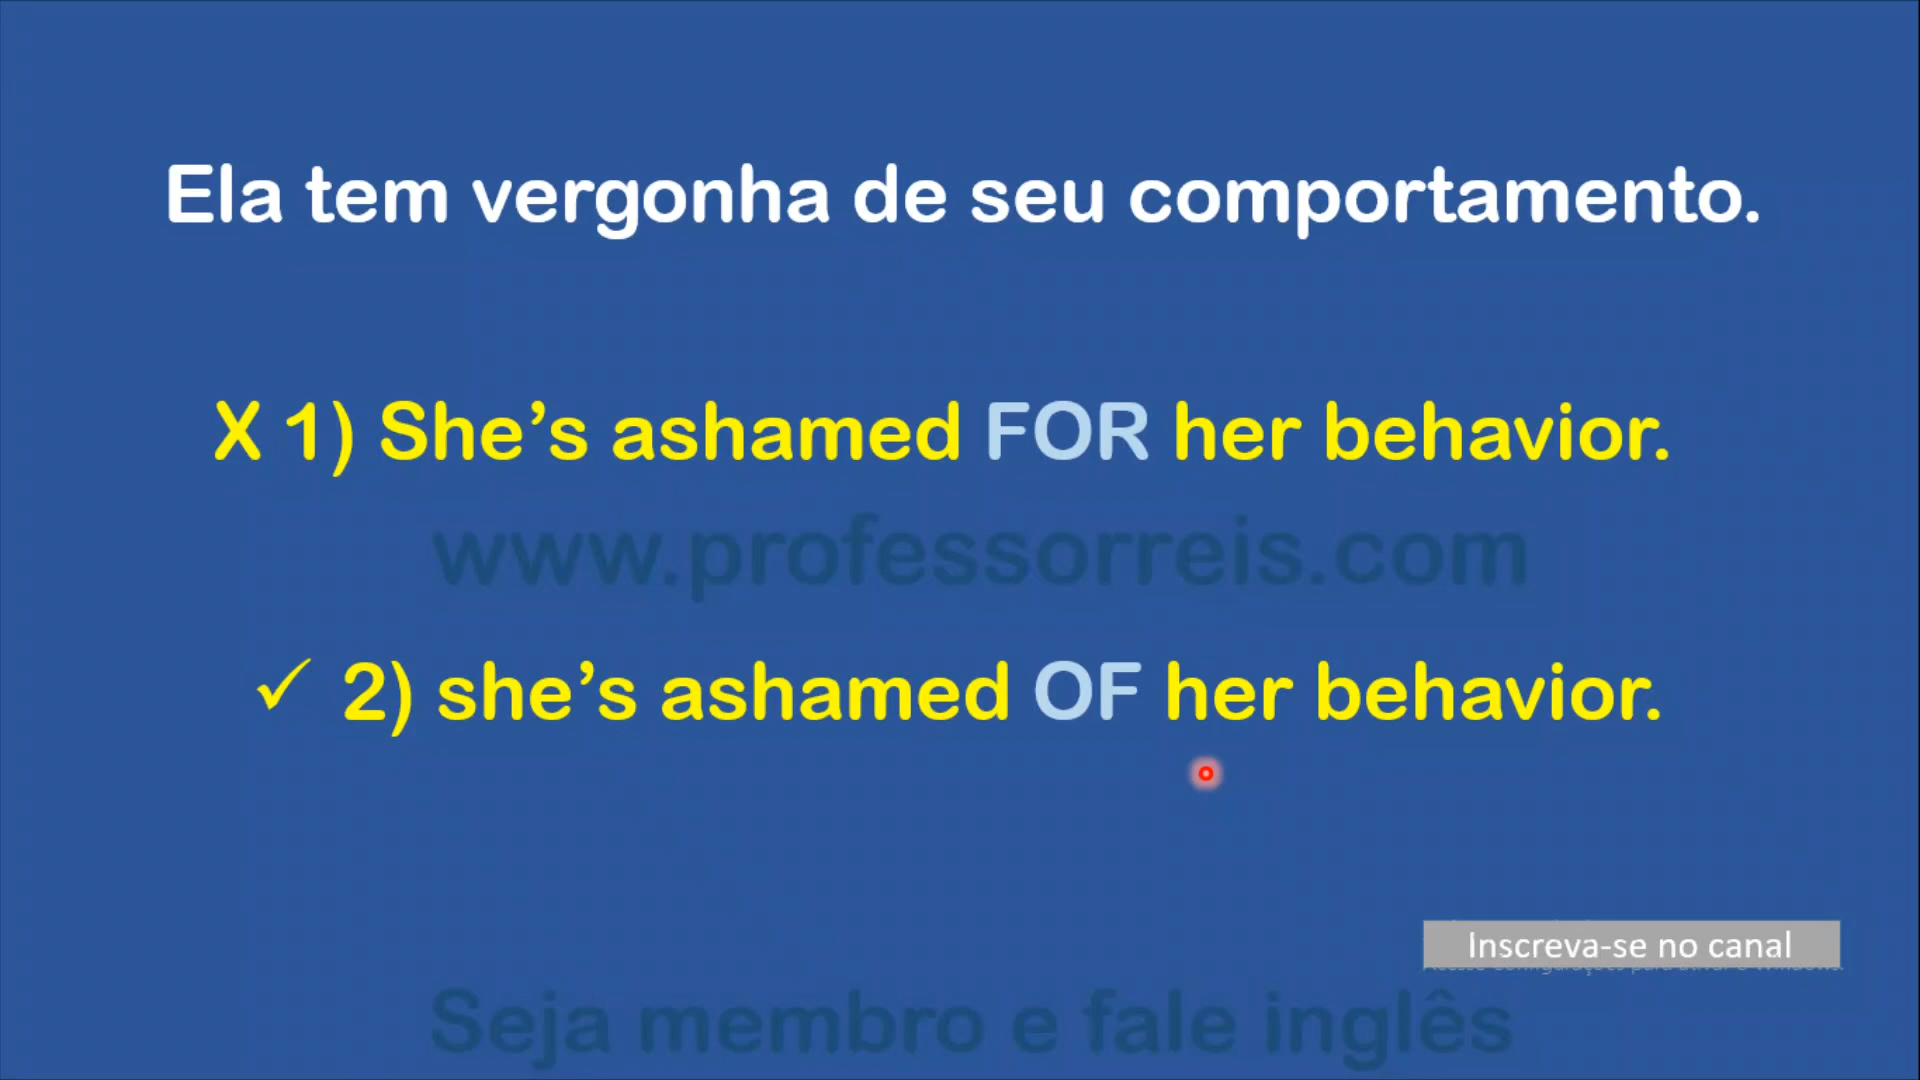 Ela tem vergonha de seu comportamento.
X 1) She’s ashamed FOR her behavior.
www.professorreis.com
✓ 2) she’s ashamed OF her behavior.
Inscreva-se no canal
Seja membro e fale inglês